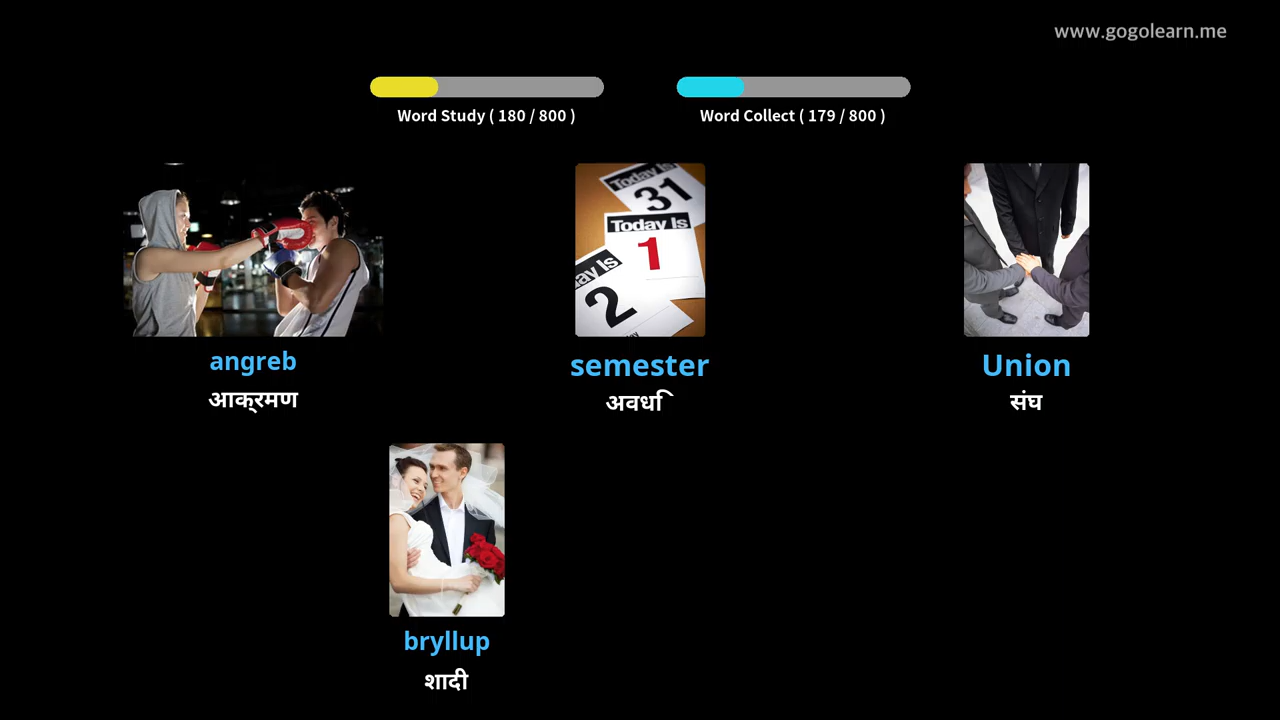 www.gogolearn.me
Word Study ( 180 / 800 )
Word Collect ( 179 / 800 )
Today Is
31
Today Is
1
ay Is
2
angreb
semester
Union
आक्रमण
अवधि
संघ
bryllup
शादी